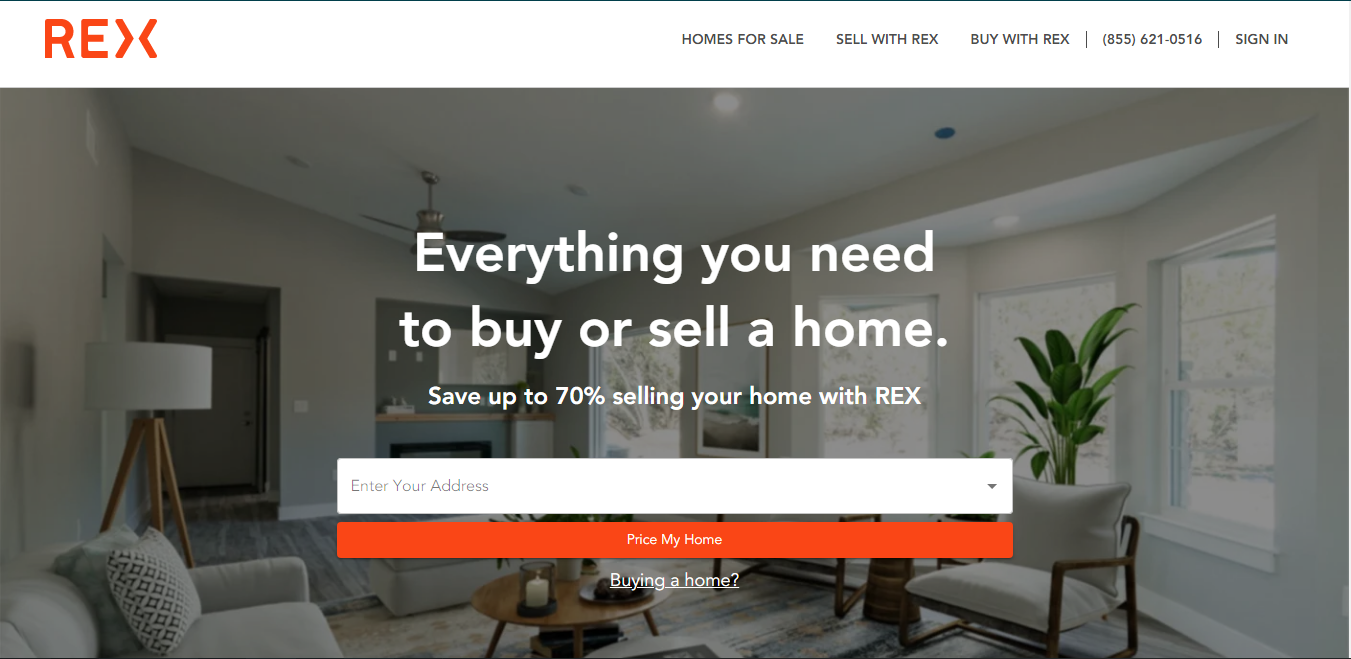 REX
HOMES FOR SALE
SELL WITH REX
BUY WITH REX
(855) 621-0516
SIGN IN
Everything you need
to buy or sell a home.
Save up to 70% selling your home with REX
Enter Your Address
Price My Home
Buying a home?